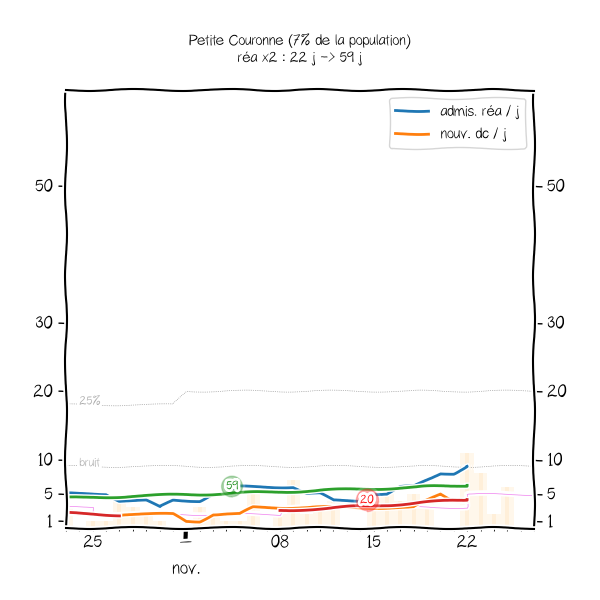 Petite Couronne (7% de la population)
réa x2 : 22 j -> 59 j
admis. réa / j
nouv. dc / j
50 50
30 30
20 20
25%
10 10
bruit
59
5 5
20
1 1
25 1 08 15 22
nov.